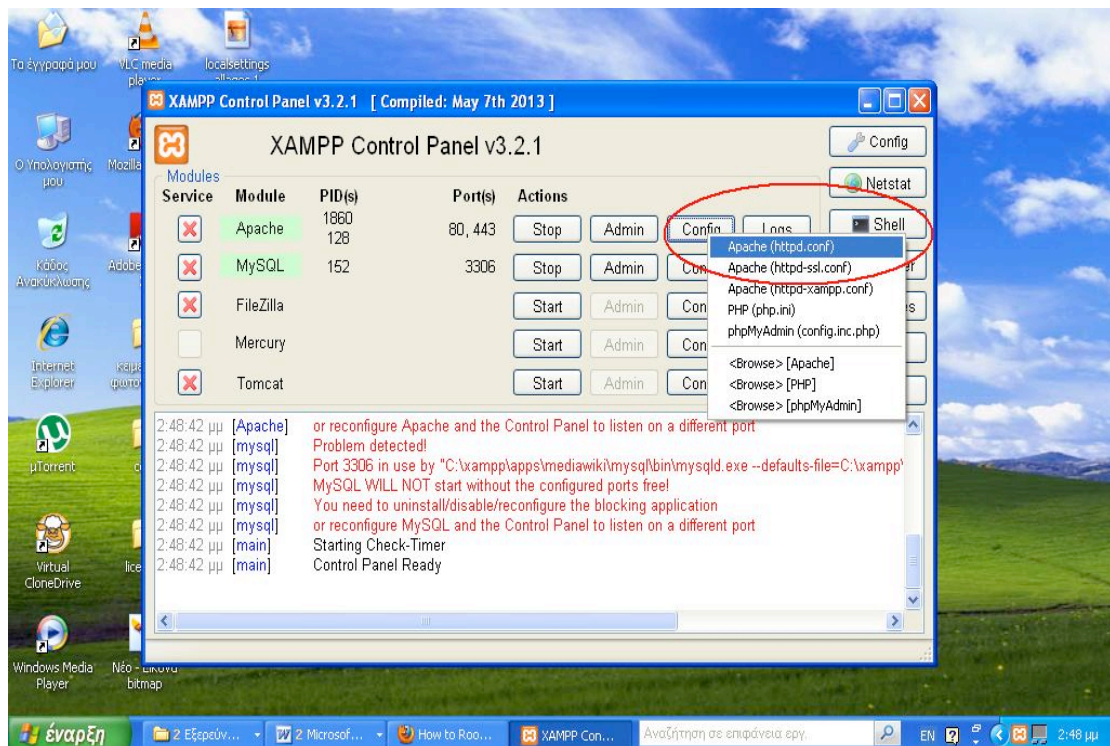 Τα έγγραφά μου
VLC media
player
localsettings
XAMPP Control Panel v3.2.1 [ Compiled: May 7th 2013 ]
XAMPP Control Panel v3.2.1
Config
Ο Υπολογιστής
μου
Mozilla
Modules
Netstat
Service Module PID(s) Port(s) Actions
Shell
Apache 1860
128 80, 443 Stop Admin Config Logs
Apache (httpd.conf)
Κάδος
Ανακύκλωσης
Adobe
MySQL 152 3306 Stop Admin
Apache (httpd-ssl.conf)
Apache (httpd-xampp.conf)
FileZilla Start Admin
PHP (php.ini)
phpMyAdmin (config.inc.php)
Mercury Start Admin
Internet
Explorer
<Browse> [Apache]
<Browse> [PHP]
<Browse> [phpMyAdmin]
Tomcat Start Admin
2:48:42 μμ [Apache] or reconfigure Apache and the Control Panel to listen on a different port
2:48:42 μμ [mysql] Problem detected!
2:48:42 μμ [mysql] Port 3306 in use by "C:\xampp\apps\mediawiki\mysql\bin\mysqld.exe --defaults-file=C:\xampp\
2:48:42 μμ [mysql] MySQL WILL NOT start without the configured ports free!
2:48:42 μμ [mysql] You need to uninstall/disable/reconfigure the blocking application
2:48:42 μμ [mysql] or reconfigure MySQL and the Control Panel to listen on a different port
2:48:42 μμ [main] Starting Check-Timer
2:48:42 μμ [main] Control Panel Ready
μTorrent
Virtual
CloneDrive
Windows Media
Player
Νέο -
bitmap
έναρξη
2 Εξερεύν...
2 Microsof...
How to Roo...
XAMPP Con...
Αναζήτηση σε επιφάνεια εργ.
EN
2:48 μμ